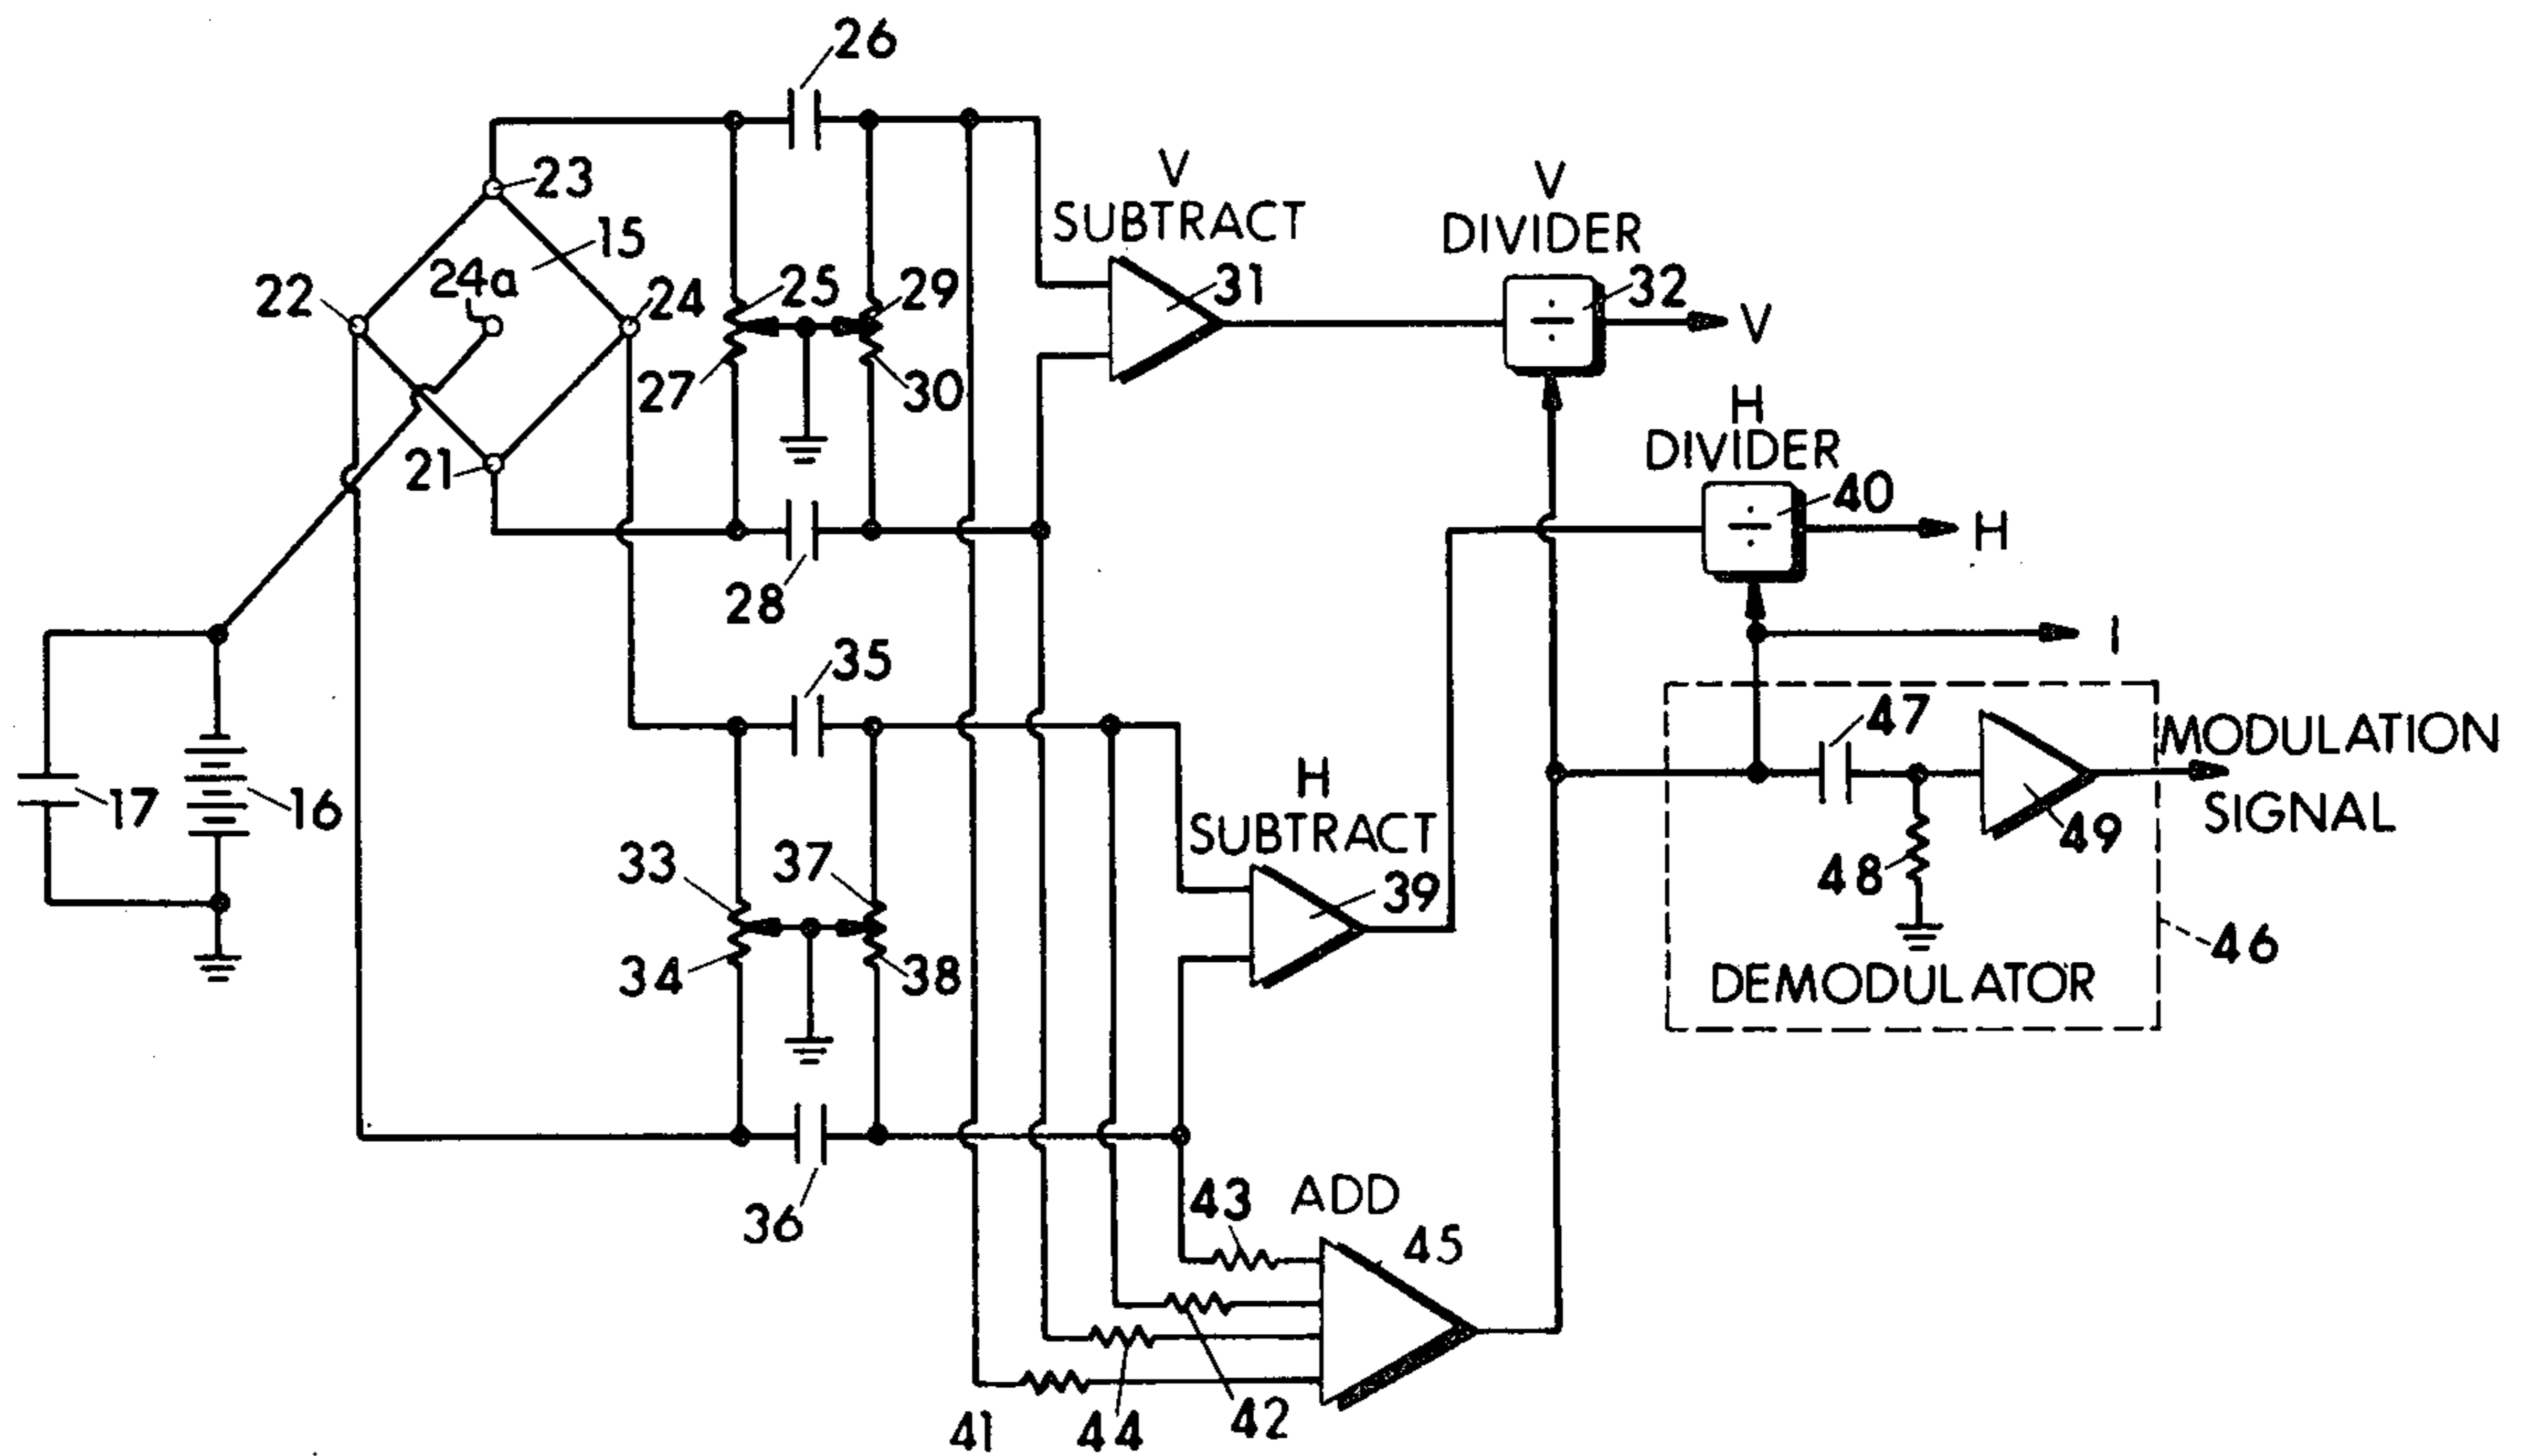 26
23
V
SUBTRACT
V
DIVIDER
15
24a
22
24
25
29
31
32
V
27
30
H
DIVIDER
21
40
H
28
I
35
47
MODULATION
SIGNAL
17
16
H
SUBTRACT
33
37
39
48
49
34
38
46
DEMODULATOR
36
43
ADD
45
41
44
42